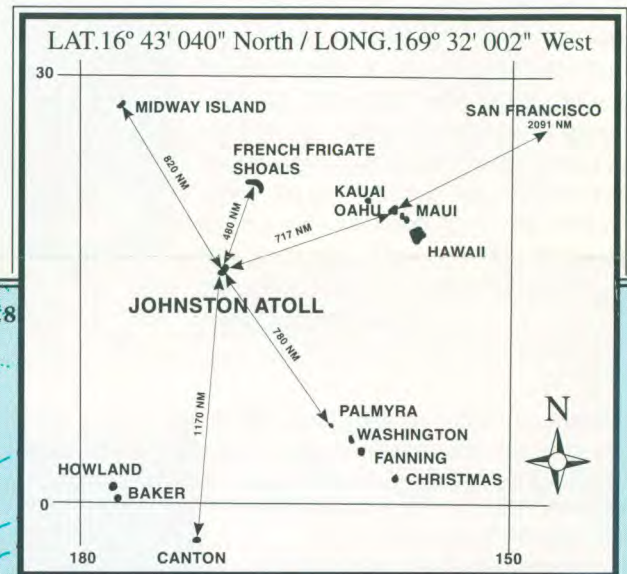 LAT.16º 43' 040" North / LONG.169º 32' 002" West
30
MIDWAY ISLAND
SAN FRANCISCO
2091 NM
FRENCH FRIGATE
SHOALS
820 NM
480 NM
KAUAI
OAHU
MAUI
717 NM
HAWAII
JOHNSTON ATOLL
8
780 NM
1170 NM
PALMYRA
WASHINGTON
FANNING
CHRISTMAS
N
HOWLAND
BAKER
0
CANTON
180
150